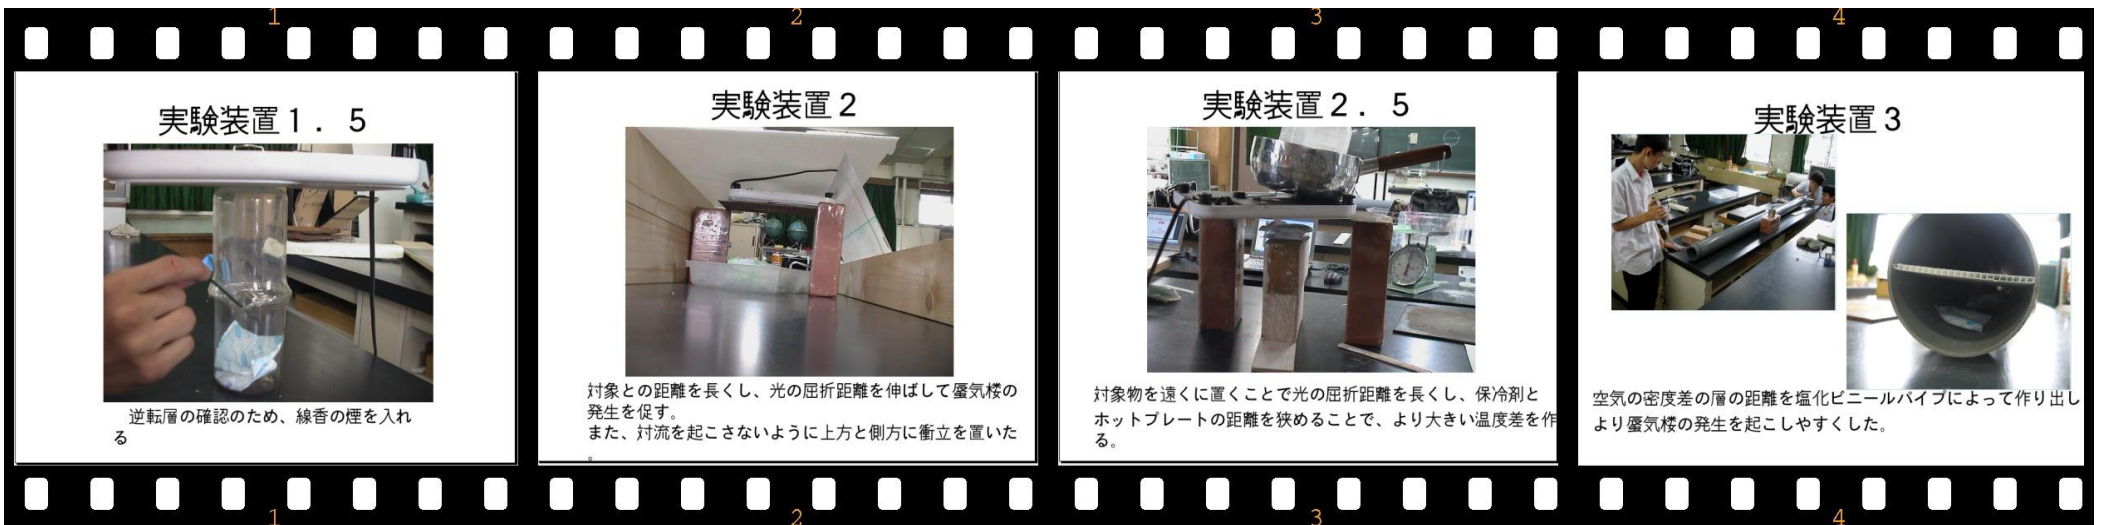 1
2
3
4
実験装置1．5
逆転層の確認のため、線香の煙を入れ
る
実験装置2
対象との距離を長くし、光の屈折距離を伸ばして蜃気楼の
発生を促す。
また、対流を起こさないように上方と側方に衝立を置いた
。
実験装置2．5
対象物を遠くに置くことで光の屈折距離を長くし、保冷剤と
ホットプレートの距離を狭めることで、より大きい温度差を作
る。
実験装置3
空気の密度差の層の距離を塩化ビニールパイプによって作り出し
より蜃気楼の発生を起こしやすくした。
1
2
3
4